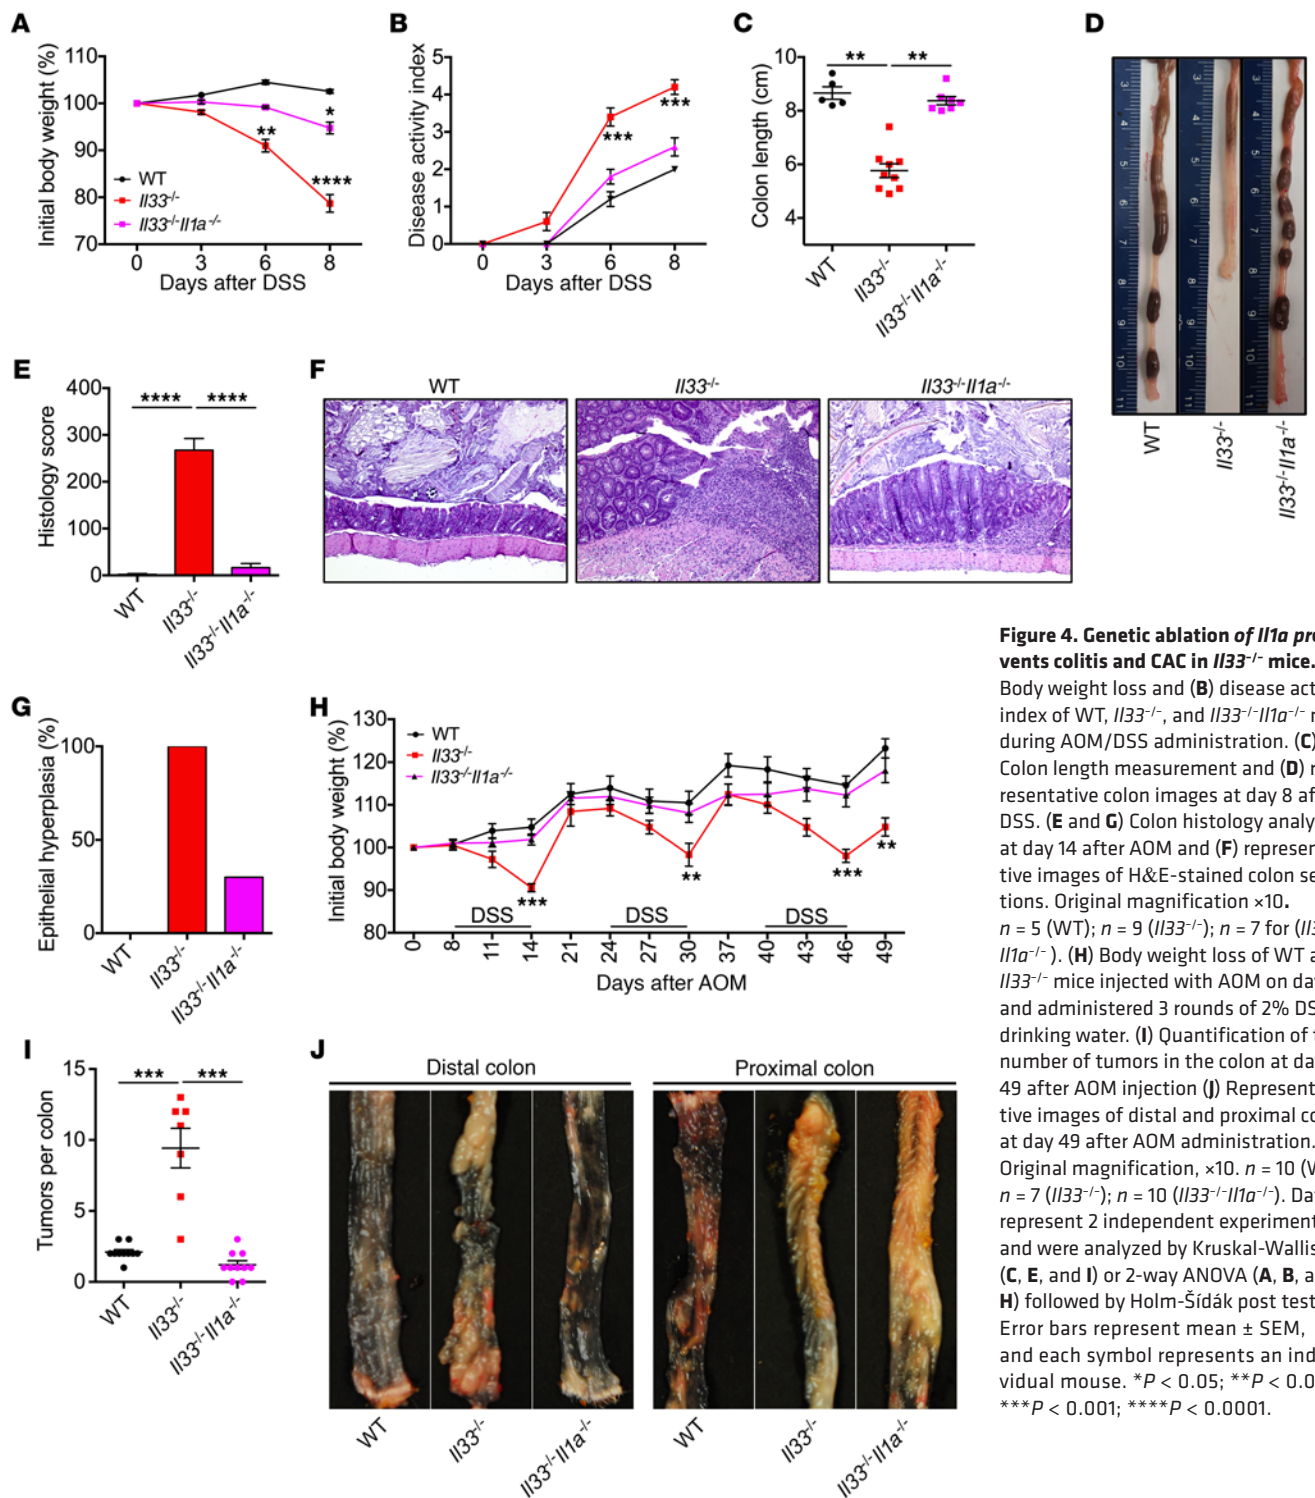 A
Initial body weight (%)
110
100
90
80
70
WT
Il33-/-
Il33-/-Il1a-/-
**
*
****
0 3 6 8
Days after DSS
B
Disease activity index
5
4
3
2
1
0
***
***
0 3 6 8
Days after DSS
C
Colon length (cm)
10
8
6
4
** **
WT
Il33-/-
Il33-/-Il1a-/-
D
3
4
5
6
7
8
9
10
11
WT
Il33-/-
Il33-/-Il1a-/-
E
Histology score
400
300
200
100
0
**** ****
WT
Il33-/-
Il33-/-Il1a-/-
F
WT Il33-/- Il33-/-Il1a-/-
Figure 4. Genetic ablation of Il1a pre
vents colitis and CAC in Il33−/− mice.
Body weight loss and (B) disease act
index of WT, Il33−/−, and Il33−/−Il1a−/− m
during AOM/DSS administration. (C)
Colon length measurement and (D) r
resentative colon images at day 8 af
DSS. (E and G) Colon histology analy
at day 14 after AOM and (F) represen
tive images of H&E-stained colon se
tions. Original magnification ×10.
n = 5 (WT); n = 9 (Il33−/−); n = 7 for (Il3
Il1a−/− ). (H) Body weight loss of WT a
Il33−/− mice injected with AOM on da
and administered 3 rounds of 2% DS
drinking water. (I) Quantification of t
number of tumors in the colon at da
49 after AOM injection (J) Represent
tive images of distal and proximal co
at day 49 after AOM administration.
Original magnification, ×10. n = 10 (W
n = 7 (Il33−/−); n = 10 (Il33−/−Il1a−/−). Dat
represent 2 independent experiment
and were analyzed by Kruskal-Wallis
(C, E, and I) or 2-way ANOVA (A, B, a
H) followed by Holm-Šídák post test
Error bars represent mean ± SEM,
and each symbol represents an indi
vidual mouse. *P < 0.05; **P < 0.0
***P < 0.001; ****P < 0.0001.
G
Epithelial hyperplasia (%)
100
50
0
WT
Il33-/-
Il33-/-Il1a-/-
H
Initial body weight (%)
130
120
110
100
90
80
WT
Il33-/-
Il33-/-Il1a-/-
***
**
***
**
DSS DSS DSS
0 8 11 14 21 24 27 30 37 40 43 46 49
Days after AOM
I
Tumors per colon
15
10
5
0
*** ***
WT
Il33-/-
Il33-/-Il1a-/-
J
Distal colon Proximal colon
WT
Il33-/-
Il33-/-Il1a-/-
WT
Il33-/-
Il33-/-Il1a-/-